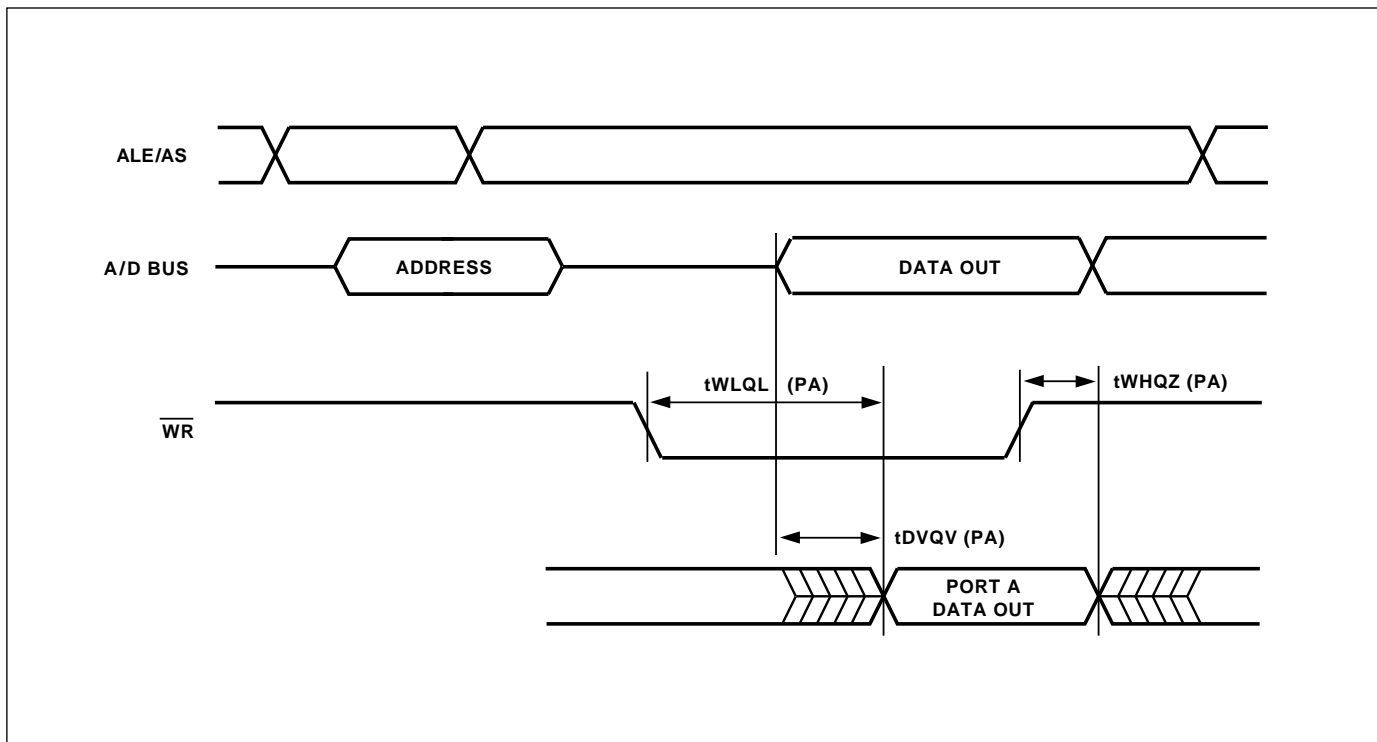 ALE/AS
A/D BUS
ADDRESS
DATA OUT
tWLQL (PA)
tWHQZ (PA)
WR
tDVQV (PA)
PORT A
DATA OUT